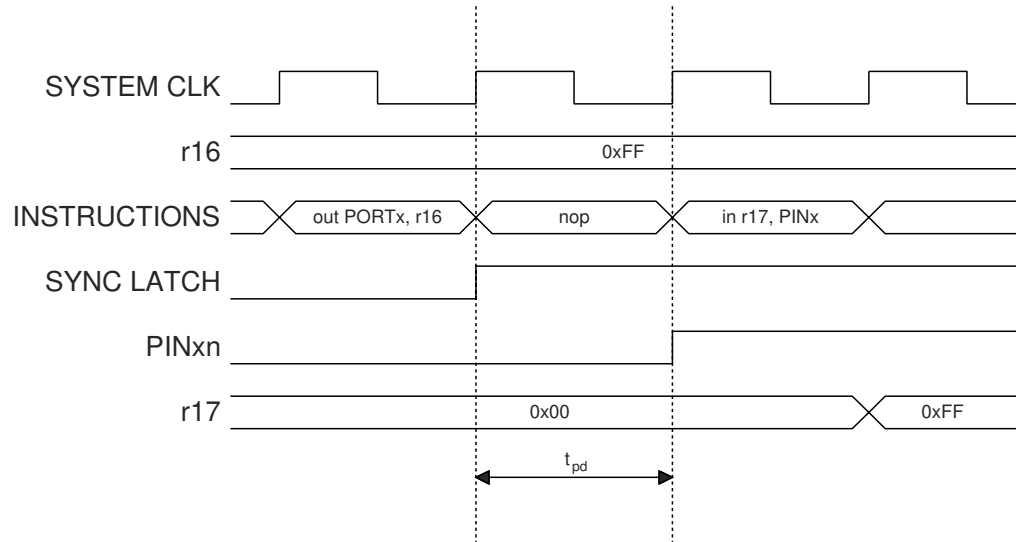 SYSTEM CLK
r16 0xFF
INSTRUCTIONS out PORTx, r16 nop in r17, PINx
SYNC LATCH
PINxn
r17 0x00 0xFF
tpd